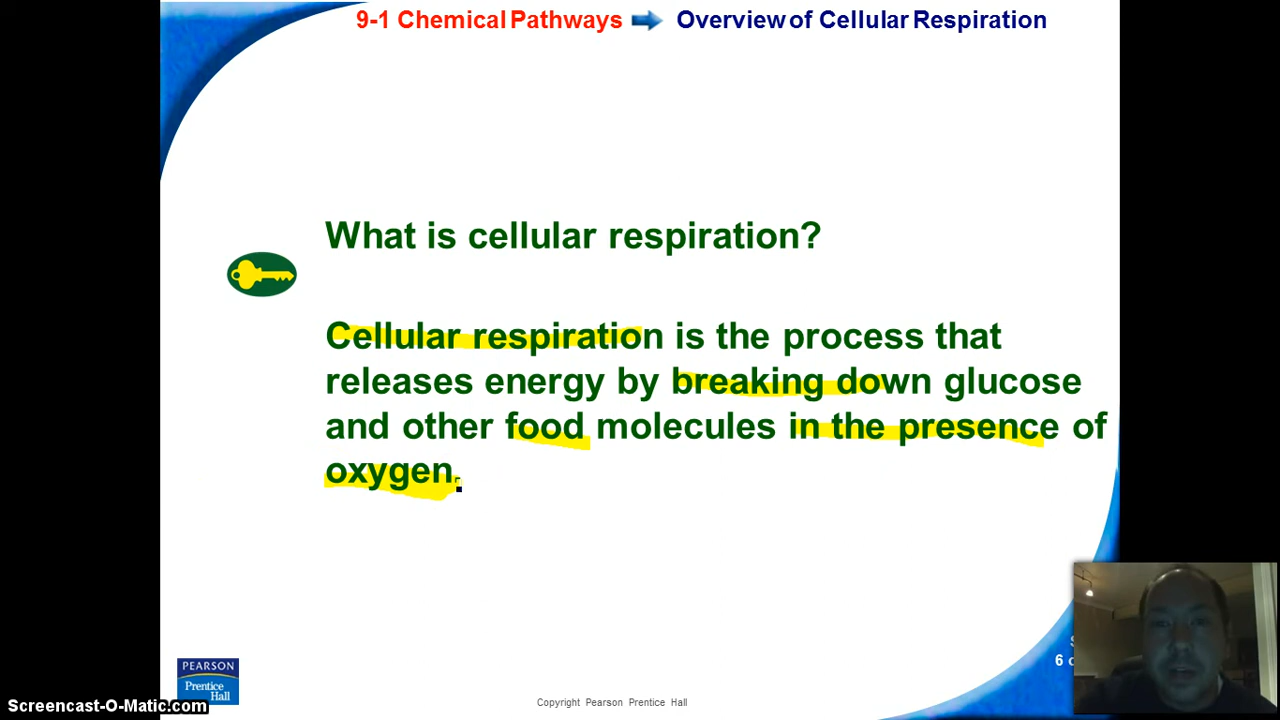 9-1 Chemical Pathways Overview of Cellular Respiration
What is cellular respiration?
Cellular respiration is the process that
releases energy by breaking down glucose
and other food molecules in the presence of
oxygen.
6 o
PEARSON
Prentice
Hall
Screencast-O-Matic.com
Copyright Pearson Prentice Hall